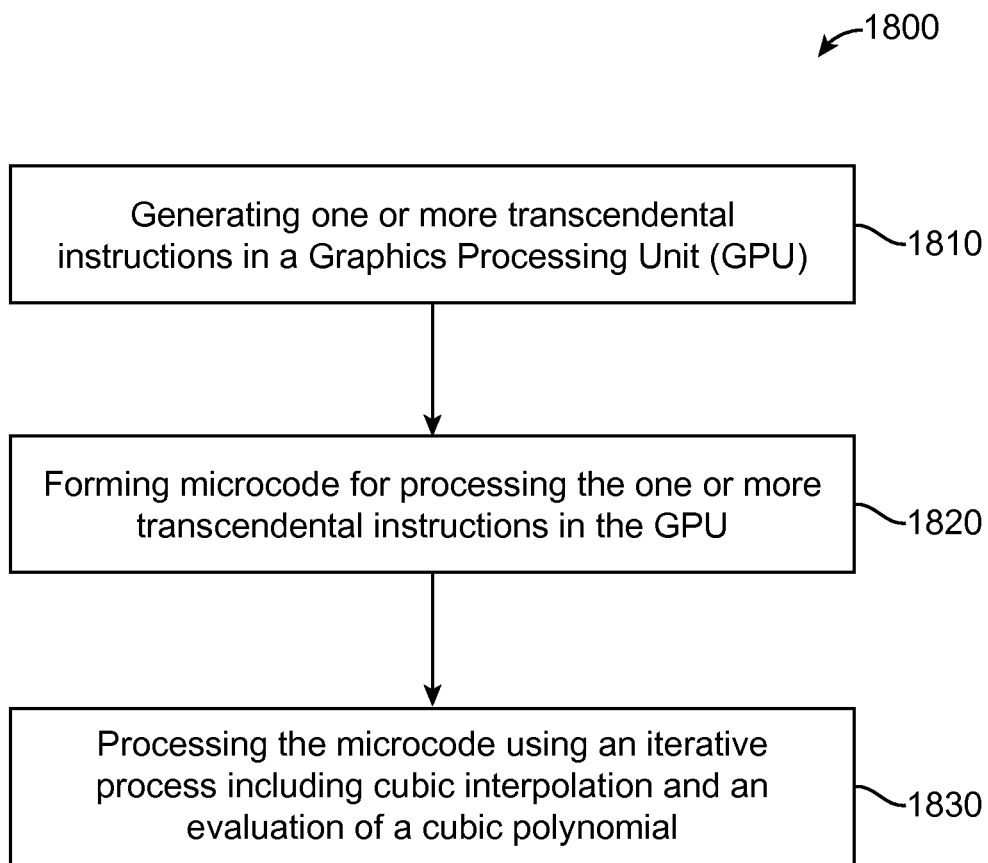 1800
Generating one or more transcendental
instructions in a Graphics Processing Unit (GPU)
1810
Forming microcode for processing the one or more
transcendental instructions in the GPU
1820
Processing the microcode using an iterative
process including cubic interpolation and an
evaluation of a cubic polynomial
1830